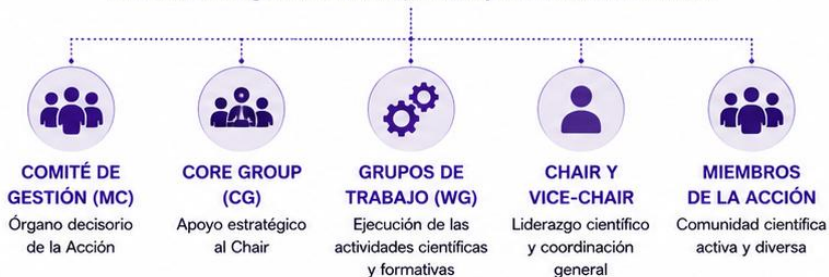 COMITÉ DE
GESTIÓN (MC)
Órgano decisorio
de la Acción
CORE GROUP
(CG)
Apoyo estratégico
al Chair
GRUPOS DE
TRABAJO (WG)
Ejecución de las
actividades científicas
y formativas
CHAIR Y
VICE-CHAIR
Liderazgo científico
y coordinación
general
MIEMBROS
DE LA ACCIÓN
Comunidad científica
activa y diversa